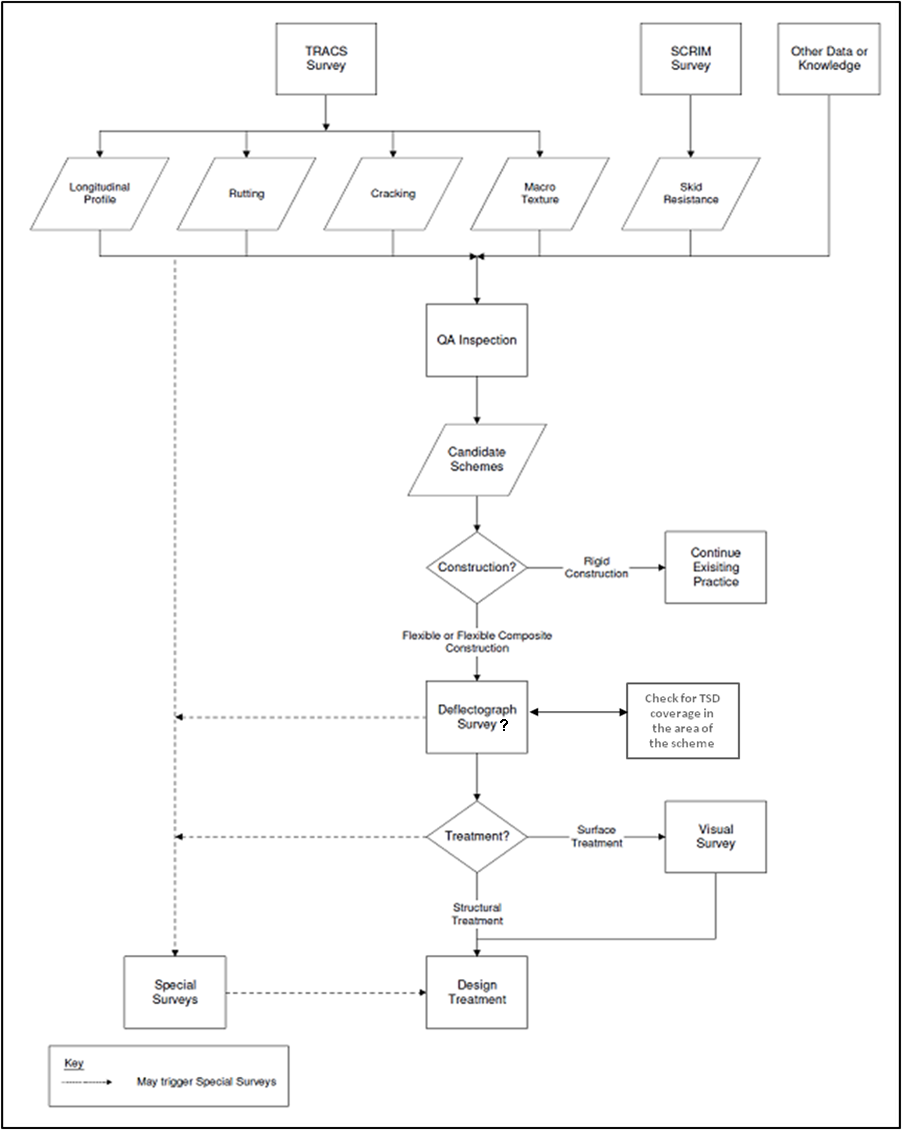 TRACS
Survey
SCRIM
Survey
Other Data or
Knowledge
Longitudinal
Profile
Rutting
Cracking
Macro
Texture
Skid
Resistance
QA Inspection
Candidate
Schemes
Construction?
Rigid
Construction
Continue
Exisiting
Practice
Flexible or Flexible Composite
Construction
Deflectograph
Survey ?
Check for TSD
coverage in
the area of
the scheme
Treatment?
Surface
Treatment
Visual
Survey
Structural
Treatment
Special
Surveys
Design
Treatment
Key
May trigger Special Surveys